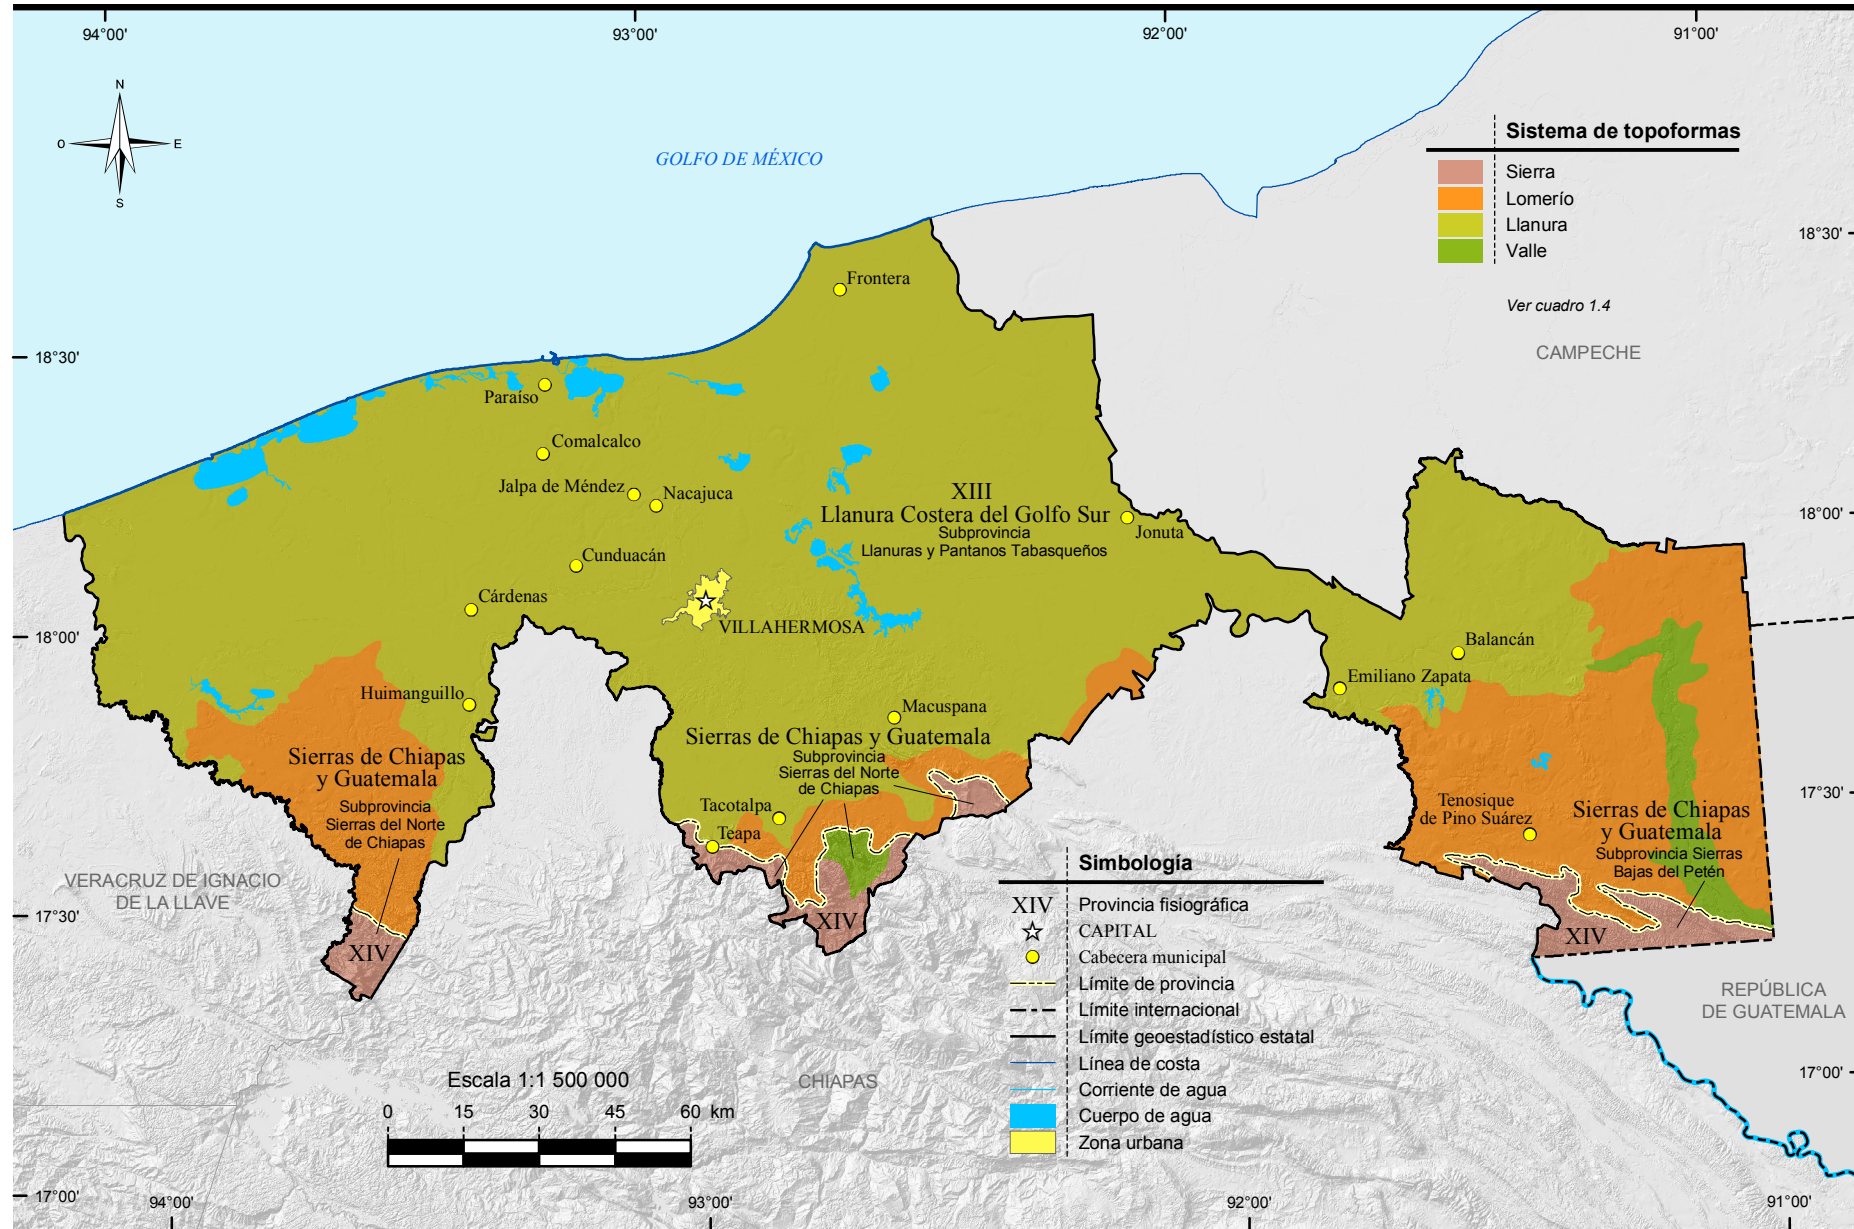 94°00'
93°00'
92°00'
91°00'
N
O
E
S
GOLFO DE MÉXICO
Sistema de topoformas
Sierra
Lomerío
Llanura
Valle
Ver cuadro 1.4
18°30'
CAMPECHE
18°30'
Frontera
Paraíso
Comalcalco
Jalpa de Méndez
Nacajuca
XIII
Llanura Costera del Golfo Sur
Subprovincia
Llanuras y Pantanos Tabasqueños
Jonuta
18°00'
Cunduacán
Cárdenas
VILLAHERMOSA
18°00'
Balancán
Emiliano Zapata
Huimanguillo
Macuspana
Sierras de Chiapas y Guatemala
Subprovincia
Sierras del Norte
de Chiapas
Sierras de Chiapas
y Guatemala
Subprovincia
Sierras del Norte
de Chiapas
Tacotalpa
Teapa
17°30'
Tenosique
de Pino Suárez
Sierras de Chiapas
y Guatemala
Subprovincia Sierras
Bajas del Petén
VERACRUZ DE IGNACIO
DE LA LLAVE
17°30'
XIV
XIV
XIV
Simbología
XIV Provincia fisiográfica
CAPITAL
Cabecera municipal
Límite de provincia
Límite internacional
Límite geoestadístico estatal
Línea de costa
Corriente de agua
Cuerpo de agua
Zona urbana
REPÚBLICA
DE GUATEMALA
CHIAPAS
17°00'
Escala 1:1 500 000
0 15 30 45 60 km
17°00'
94°00'
93°00'
92°00'
91°00'